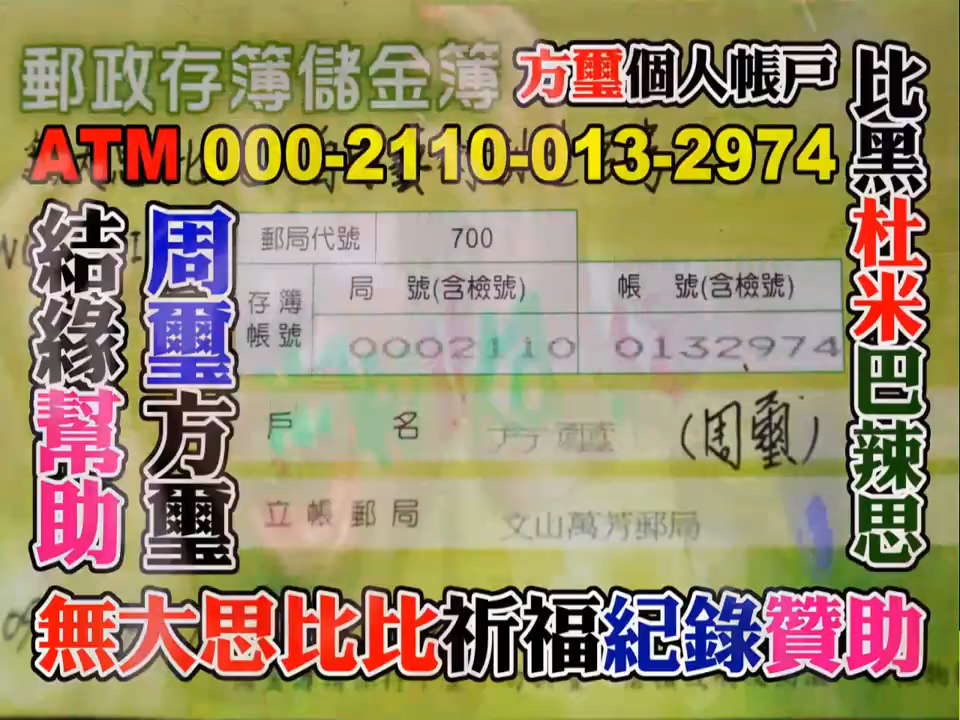 郵政存簿儲金簿 方璽個人帳戶
ATM 000-2110-013-2974
比黑杜米巴辣思
結緣幫助
周璽方璽
郵局代號 700
存簿帳號 局 號(含檢號) 帳 號(含檢號)
0002110 0132974
戶 名 方璽 (周璽)
立帳郵局 文山萬芳郵局
無大思比比祈福紀錄贊助